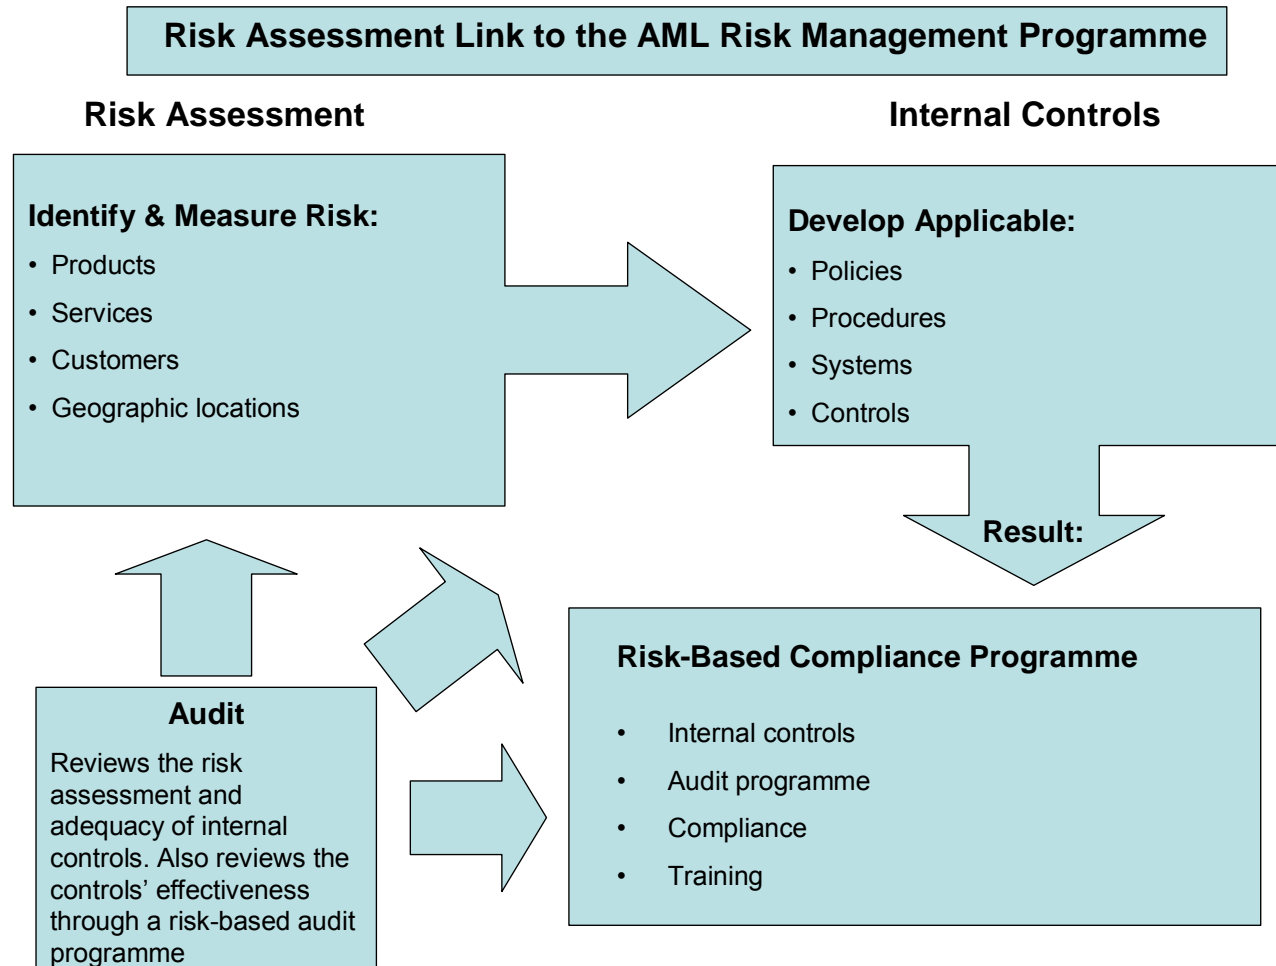 Risk Assessment Link to the AML Risk Management Programme
Risk Assessment
Identify & Measure Risk:
• Products
• Services
• Customers
• Geographic locations
Internal Controls
Develop Applicable:
• Policies
• Procedures
• Systems
• Controls
Result:
Risk-Based Compliance Programme
• Internal controls
• Audit programme
• Compliance
• Training
Audit
Reviews the risk
assessment and
adequacy of internal
controls. Also reviews the
controls’ effectiveness
through a risk-based audit
programme